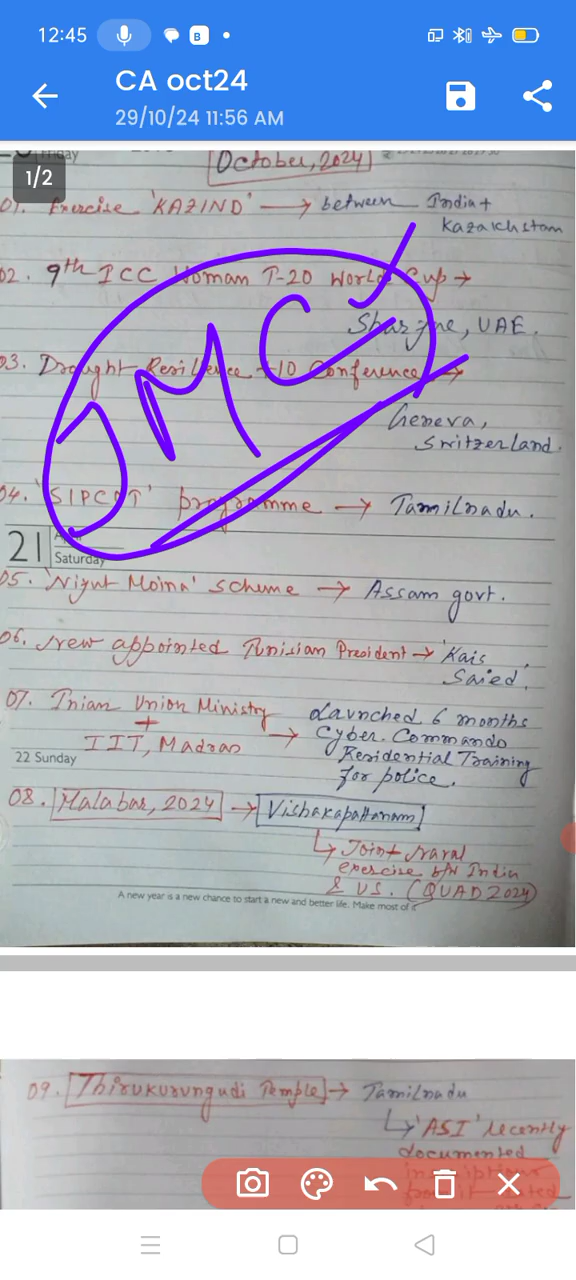 12:45
CA oct24
29/10/24 11:56 AM
1/2
October, 2024
01. Exercise 'KAZIND' → between India +
Kazakhstam
02. 9th ICC Woman T-20 World Cup →
Sharjne, UAE.
03. Drought Resilience +10 Conference →
Geneva,
Switzerland.
JMC
04. 'SIPCOT' programme → Tamilnadu.
21
Saturday
05. 'Nijut Moina' scheme → Assam govt.
06. New appointed Tunisian President → 'Kais
Saied,
07. Inian Union Ministry
+
IIT, Madras
→ Launched 6 months
Cyber Commando
Residential Training
for police.
22 Sunday
08. Malabar, 2024 → Vishakapattanam
↳ Joint Naval
exercise b/w India
& US. (QUAD 2024)
A new year is a new chance to start a new and better life. Make most of it
09. Thirukurungudi Temple → Tamilnadu
↳ 'ASI' recently
documented